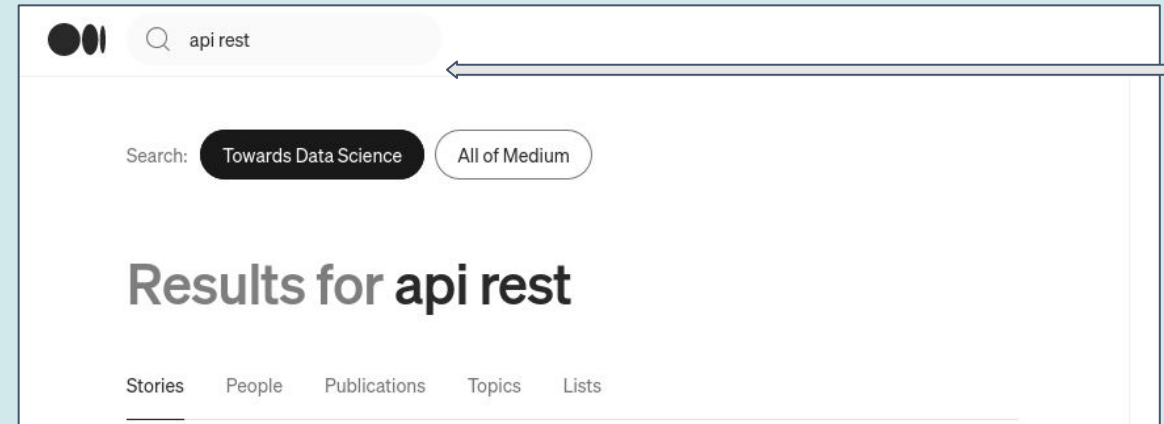 api rest
Search: Towards Data Science All of Medium
Results for api rest
Stories People Publications Topics Lists